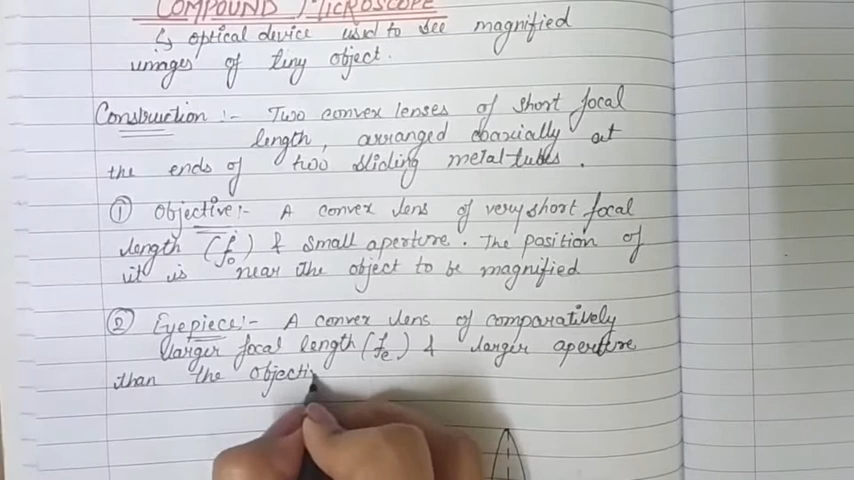 COMPOUND MICROSCOPE
↳ optical device used to see magnified
images of tiny object.
Construction :- Two convex lenses of short focal
length, arranged coaxially at
the ends of two sliding metal tubes.
① Objective:- A convex lens of very short focal
length (f₀) & small aperture. The position of
it is near the object to be magnified
② Eyepiece:- A convex lens of comparatively
larger focal length (fₑ) & larger aperture
than the objecti